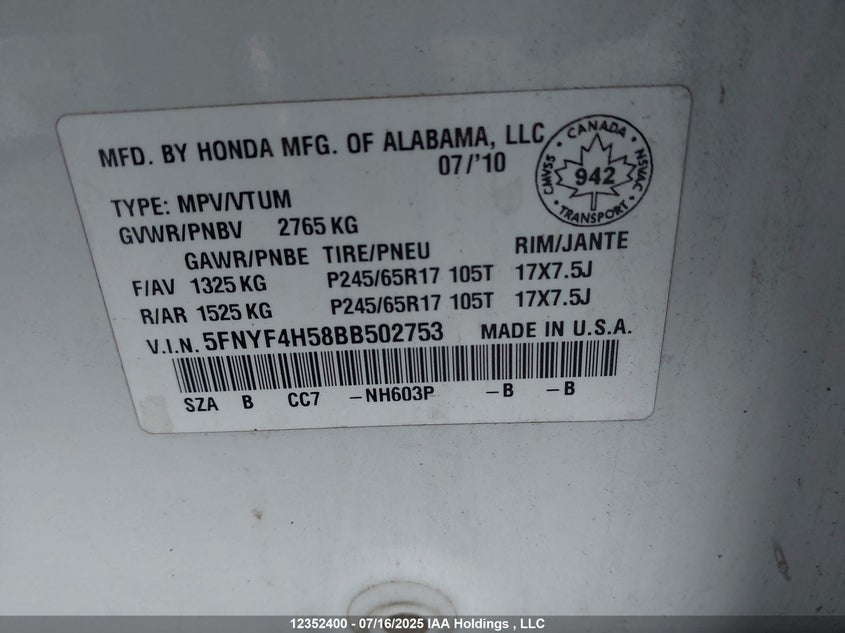 MFD. BY HONDA MFG. OF ALABAMA, LLC
07/'10
CANADA
CMVSS 942 NSVAC
TRANSPORT
TYPE: MPV/VTUM
GVWR/PNBV 2765 KG
GAWR/PNBE TIRE/PNEU RIM/JANTE
F/AV 1325 KG P245/65R17 105T 17X7.5J
R/AR 1525 KG P245/65R17 105T 17X7.5J
V.I.N. 5FNYF4H58BB502753 MADE IN U.S.A.
SZA B CC7 -NH603P -B -B
12352400 - 07/16/2025 IAA Holdings , LLC